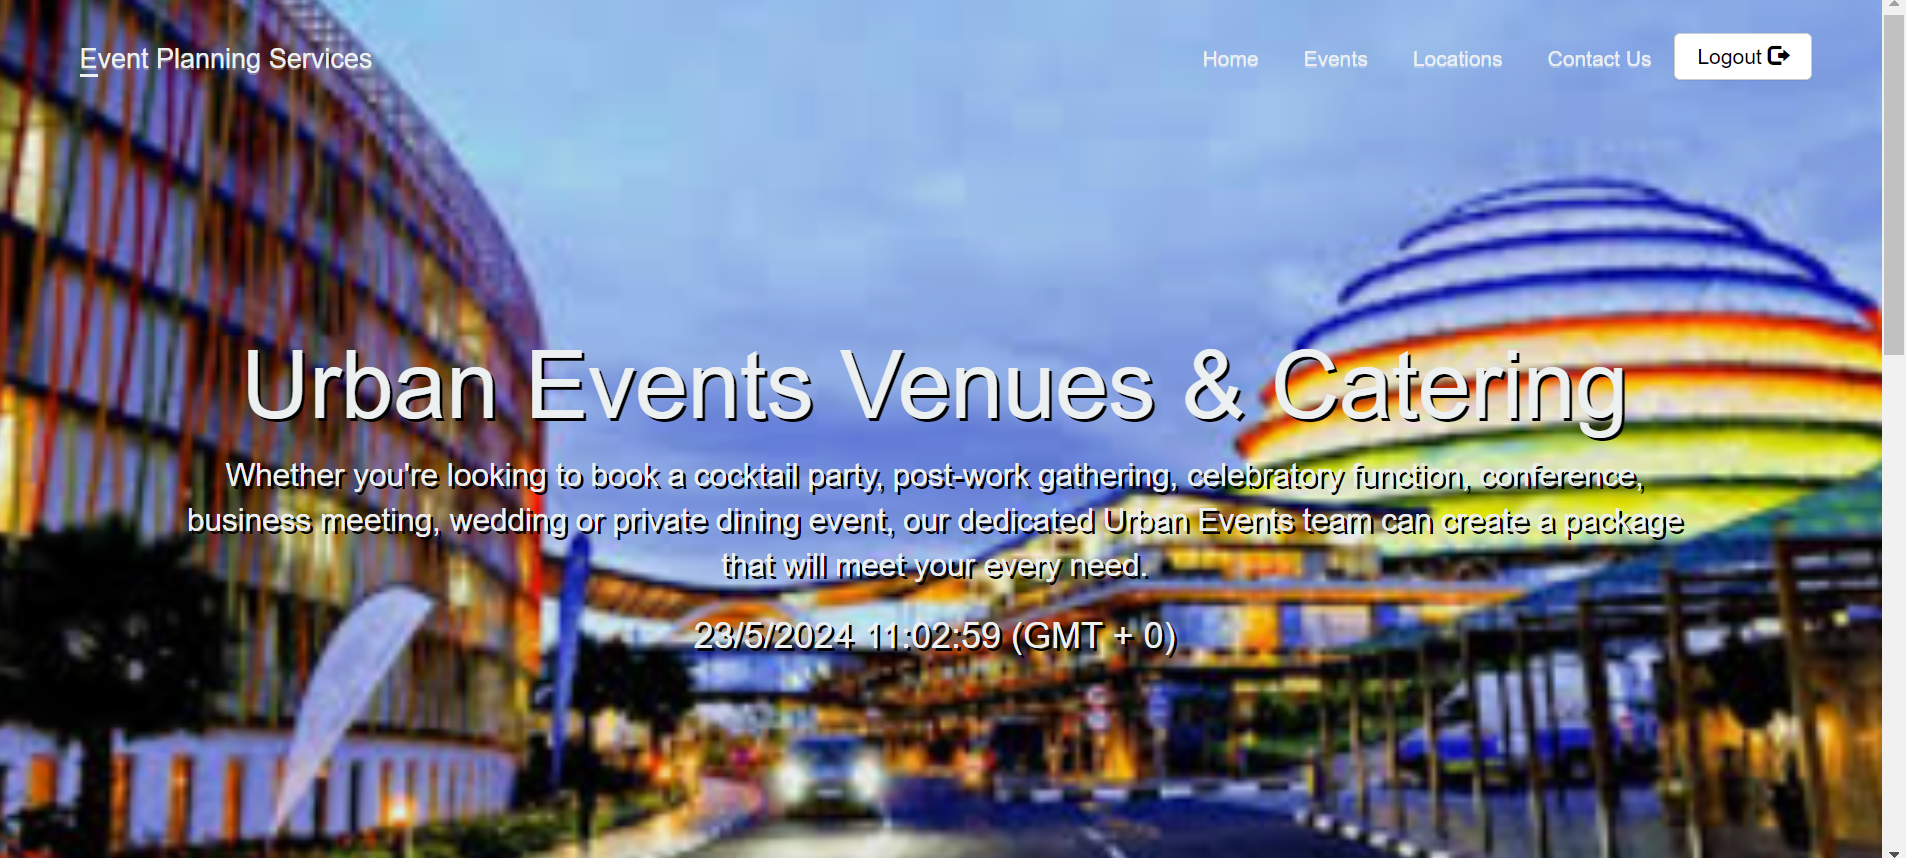 Event Planning Services
Home
Events
Locations
Contact Us
Logout
Urban Events Venues & Catering
Whether you're looking to book a cocktail party, post-work gathering, celebratory function, conference,
business meeting, wedding or private dining event, our dedicated Urban Events team can create a package
that will meet your every need.
23/5/2024 11:02:59 (GMT + 0)